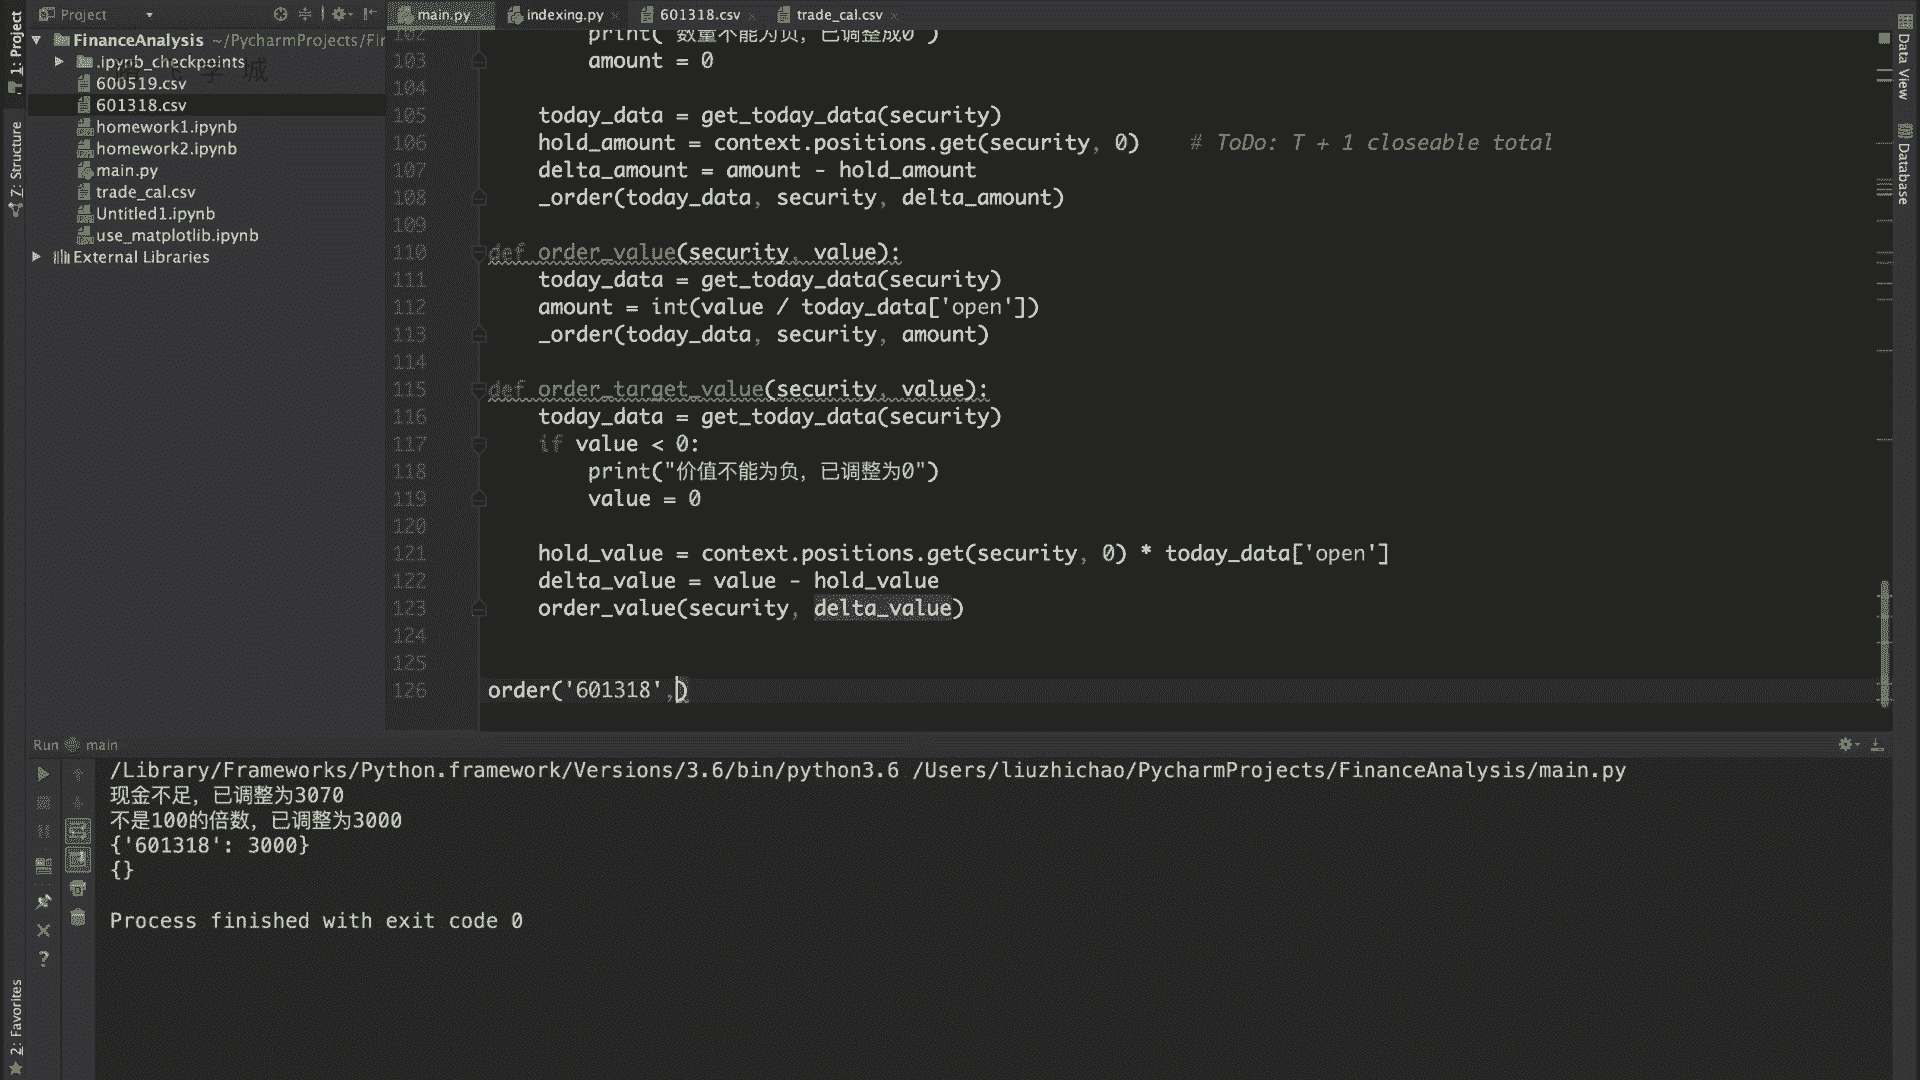 Project
main.py
indexing.py
601318.csv
trade_cal.csv
1: Project
7: Structure
2: Favorites
Data View
Database
FinanceAnalysis ~/PycharmProjects/Fir
.ipynb_checkpoints
600519.csv
601318.csv
homework1.ipynb
homework2.ipynb
main.py
trade_cal.csv
Untitled1.ipynb
use_matplotlib.ipynb
External Libraries
102 print("数量不能为负，已调整成0")
103 amount = 0
104
105 today_data = get_today_data(security)
106 hold_amount = context.positions.get(security, 0) # ToDo: T + 1 closeable total
107 delta_amount = amount - hold_amount
108 _order(today_data, security, delta_amount)
109
110 def order_value(security, value):
111 today_data = get_today_data(security)
112 amount = int(value / today_data['open'])
113 _order(today_data, security, amount)
114
115 def order_target_value(security, value):
116 today_data = get_today_data(security)
117 if value < 0:
118 print("价值不能为负，已调整为0")
119 value = 0
120
121 hold_value = context.positions.get(security, 0) * today_data['open']
122 delta_value = value - hold_value
123 order_value(security, delta_value)
124
125
126 order('601318',)
Run main
/Library/Frameworks/Python.framework/Versions/3.6/bin/python3.6 /Users/liuzhichao/PycharmProjects/FinanceAnalysis/main.py
现金不足，已调整为3070
不是100的倍数，已调整为3000
{'601318': 3000}
{}
Process finished with exit code 0